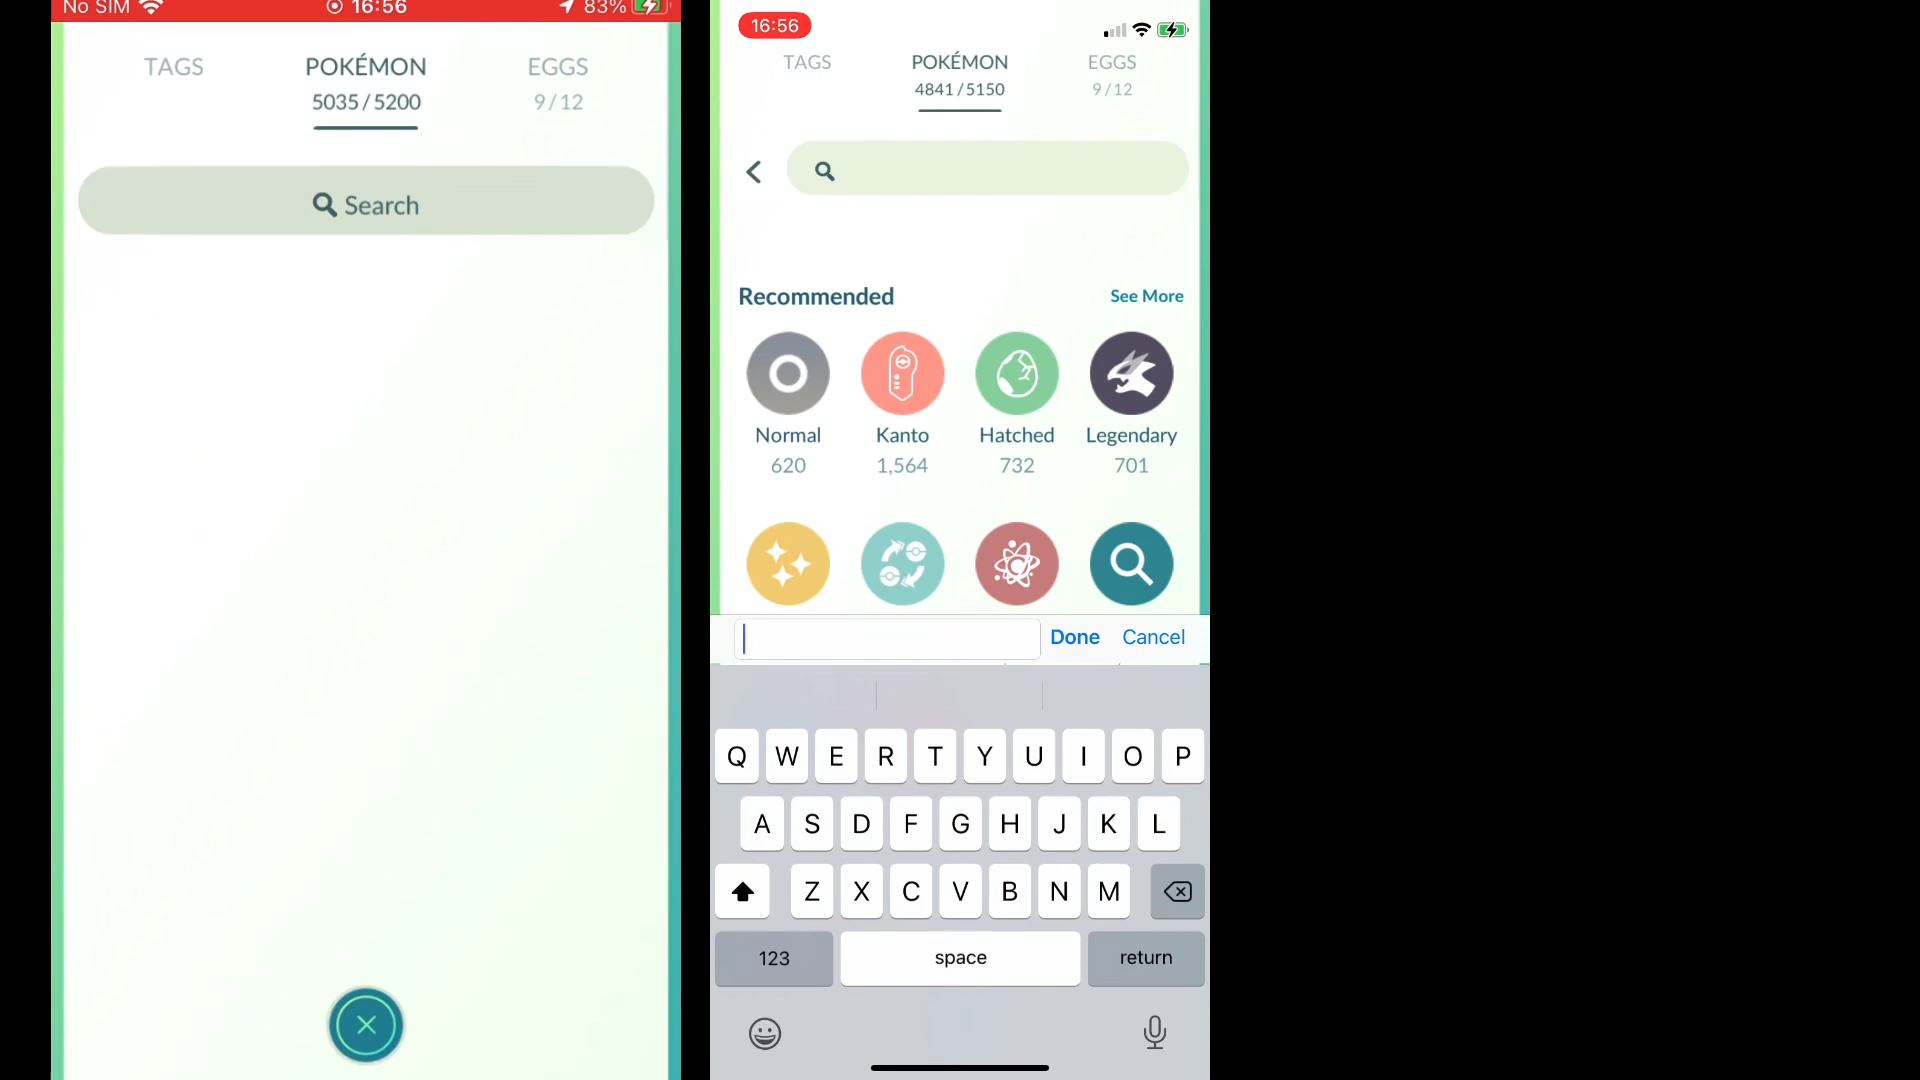 No SIM 16:56 83%
TAGS POKÉMON EGGS
5035 / 5200 9 / 12
Search
16:56
TAGS POKÉMON EGGS
4841 / 5150 9 / 12
Recommended See More
Normal Kanto Hatched Legendary
620 1,564 732 701
Done Cancel
Q W E R T Y U I O P
A S D F G H J K L
Z X C V B N M
123 space return